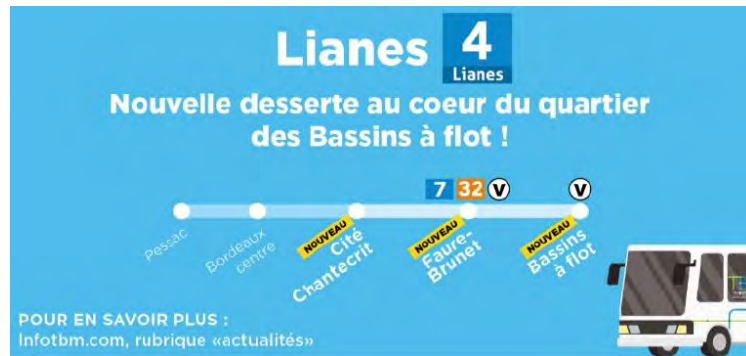 Lianes 4
Lianes
Nouvelle desserte au coeur du quartier
des Bassins à flot !
7 32 V V
Pessac
Bordeaux
centre
NOUVEAU
Cité
Chantecrit
NOUVEAU
Faure-
Brunet
NOUVEAU
Bassins
à flot
POUR EN SAVOIR PLUS :
Infotbm.com, rubrique «actualités»